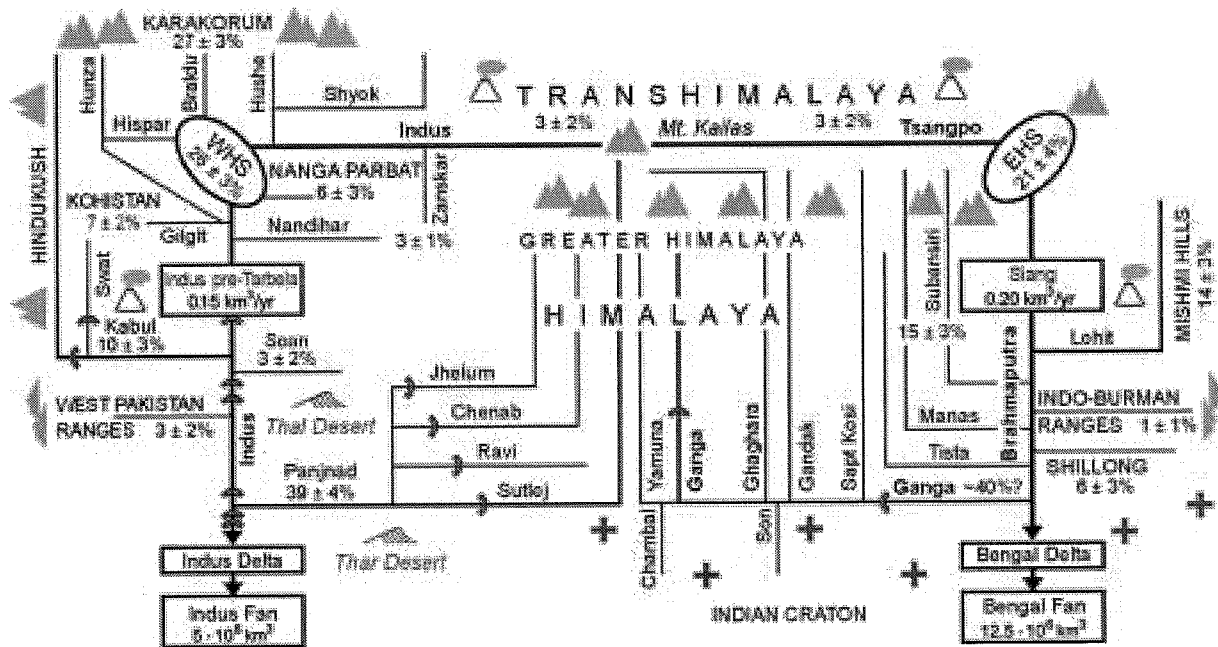 KARAKORUM
27 ± 3%
Hunza
Braldu
Husha
Shyok
Hispar
Indus
TRANSHIMALAYA
3 ± 2%
Mt. Kailas
3 ± 2%
Tsangpo
WHS
EHS
21 ± 4%
HINDUKUSH
NANGA PARBAT
6 ± 3%
Zanskar
3 ± 1%
KOHISTAN
7 ± 2%
Gilgit
Nandihar
GREATER HIMALAYA
HIMALAYA
Swat
Indus pre-Tarbela
0.15 km³/yr
Subansiri
15 ± 3%
Siang
0.20 km³/yr
MISHMI HILLS
14 ± 3%
Kabul
10 ± 3%
Soan
3 ± 2%
Lohit
Brahmaputra
Jhelum
Chenab
Ravi
Sutlej
WEST PAKISTAN
RANGES 3 ± 2%
Indus
Thal Desert
Panjnad
39 ± 4%
Yamuna
Ganga
Ghaghara
Gandak
Sapt Kosi
Manas
Tista
INDO-BURMAN
RANGES 1 ± 1%
SHILLONG
6 ± 3%
Ganga ≈40%?
Thar Desert
Chambal
Son
INDIAN CRATON
Indus Delta
Indus Fan
Bengal Delta
Bengal Fan